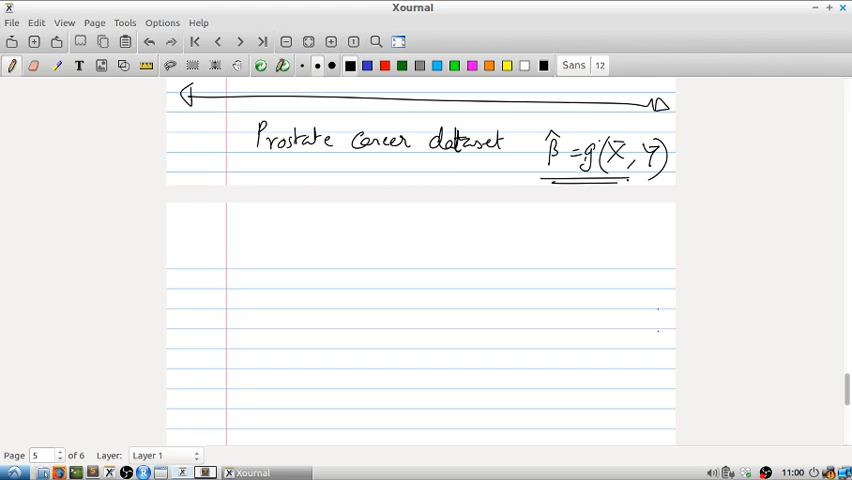 Xournal
File Edit View Page Tools Options Help
Sans 12
Prostate cancer dataset β̂ = g(X, Y)
Page 5 of 6 Layer: Layer 1
Xournal 11:00